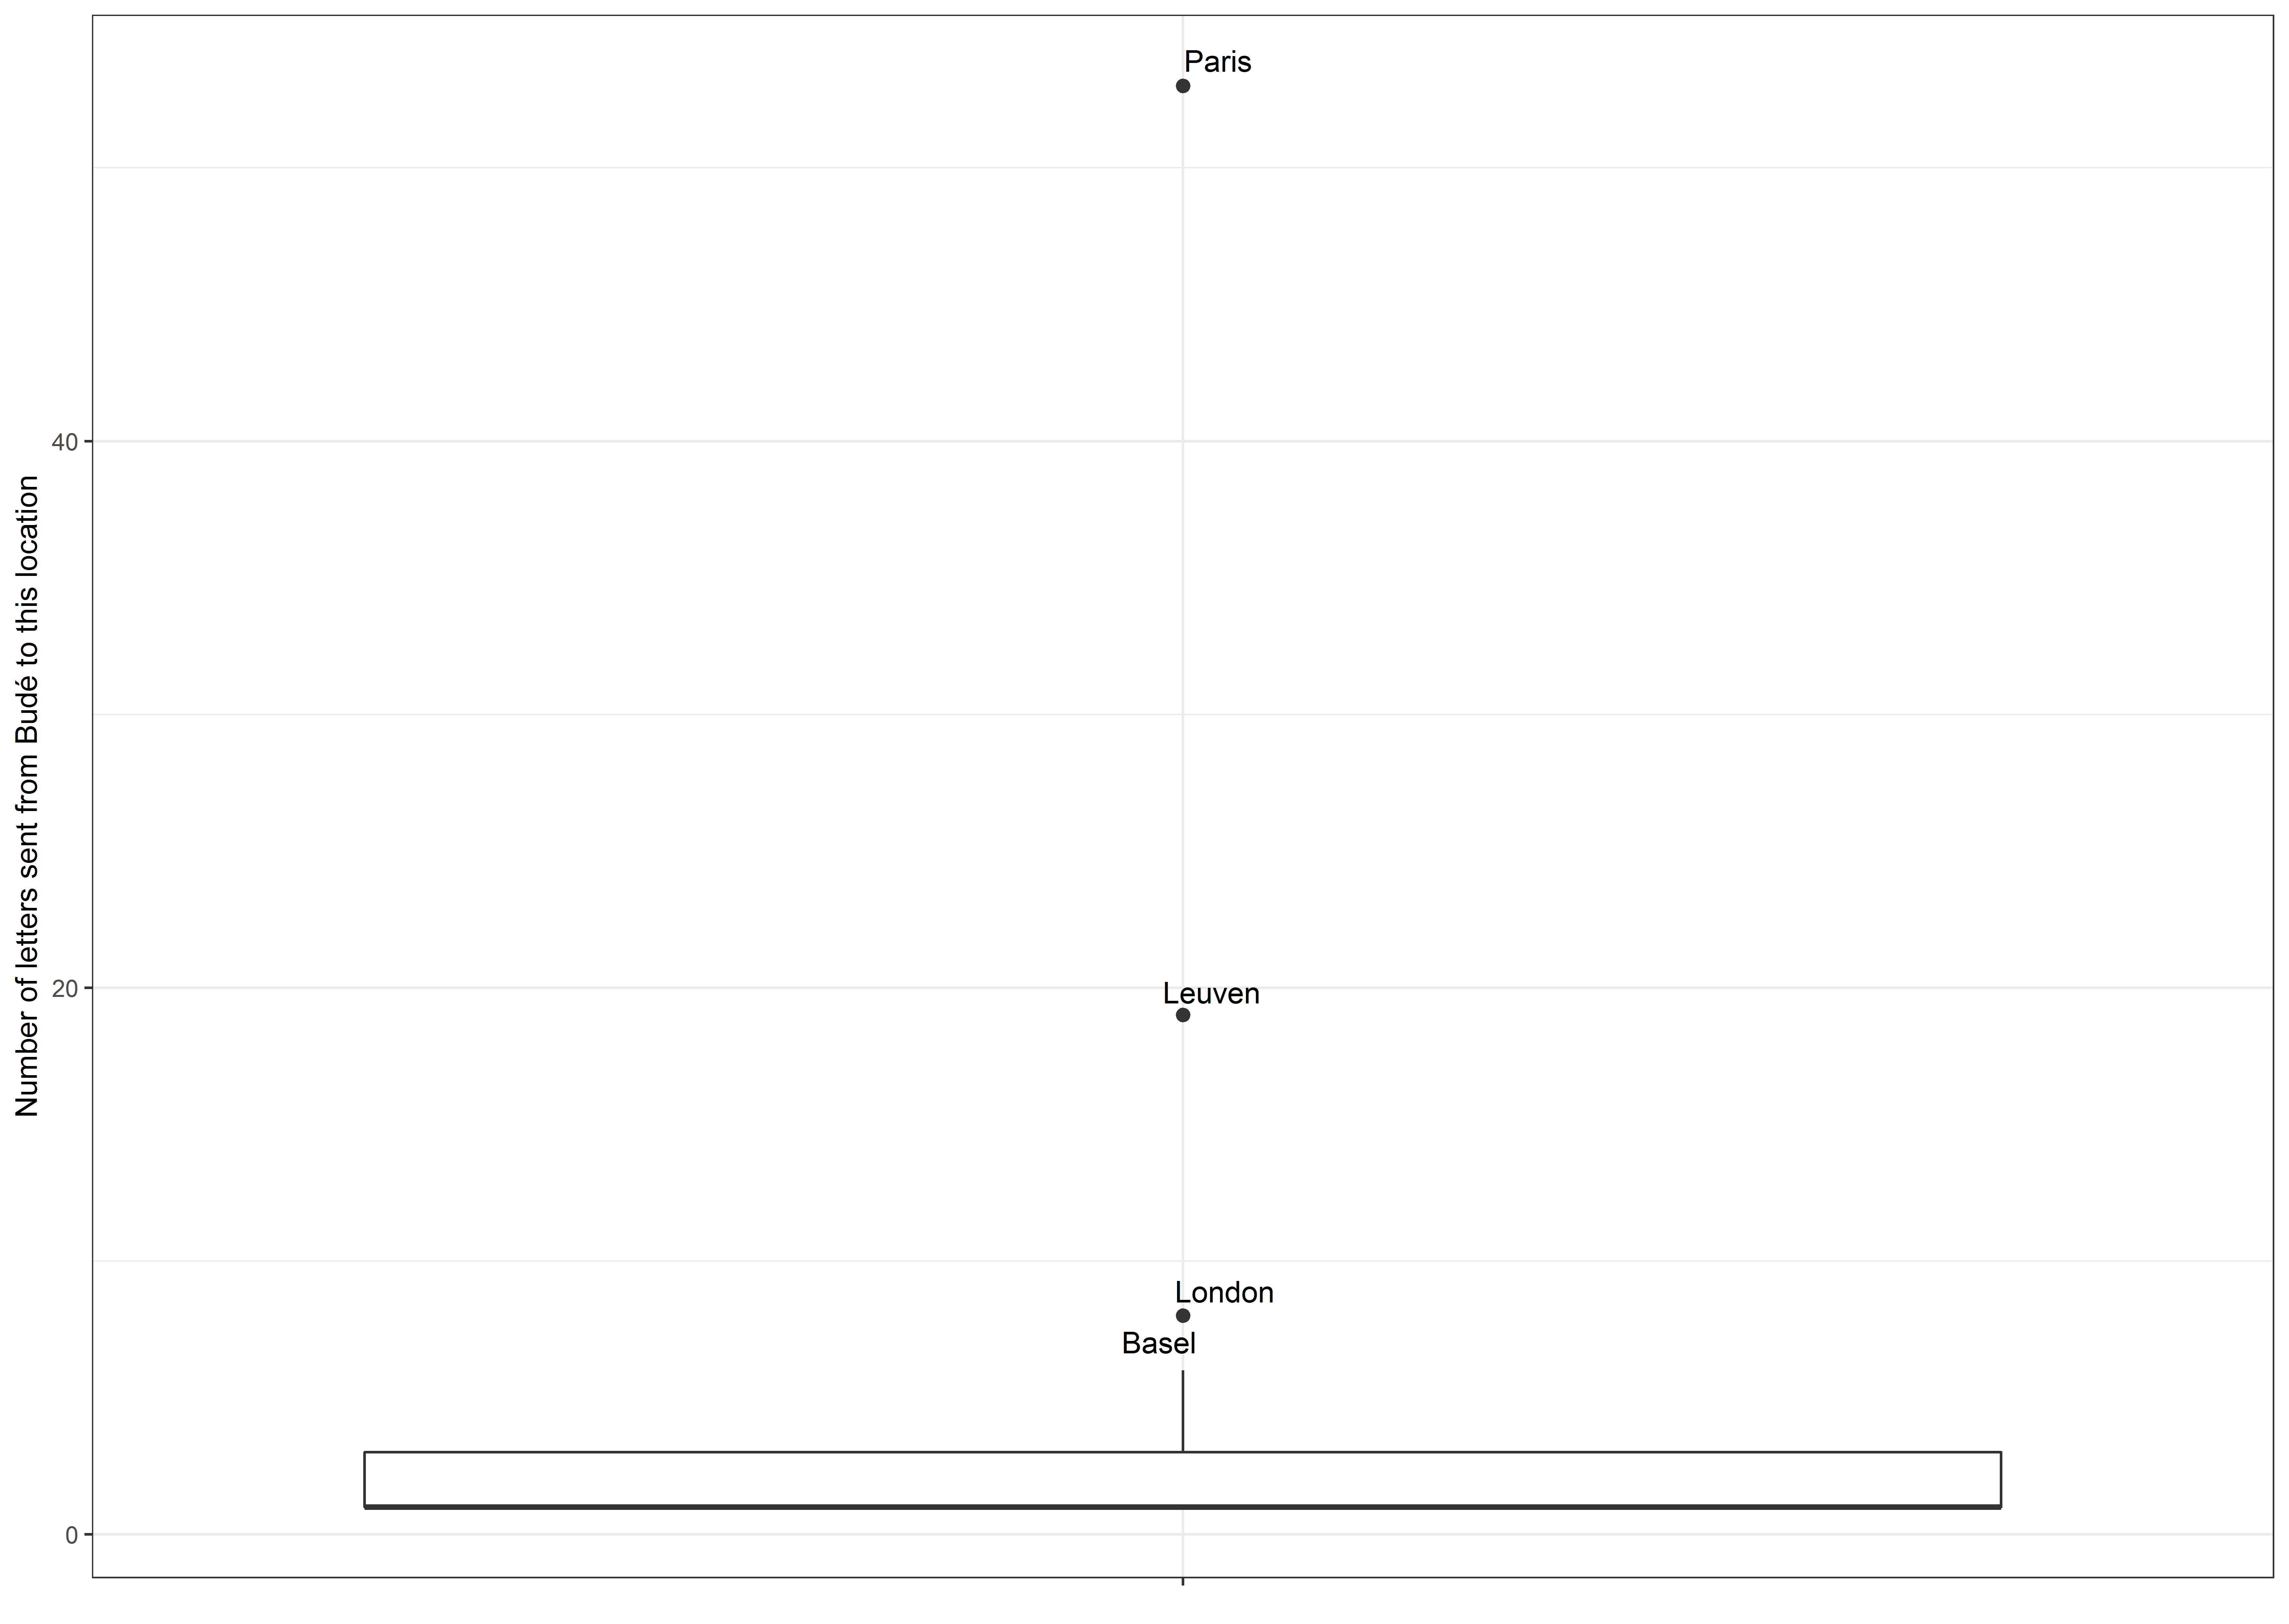 Paris
40
Number of letters sent from Budé to this location
20
Leuven
London
Basel
0